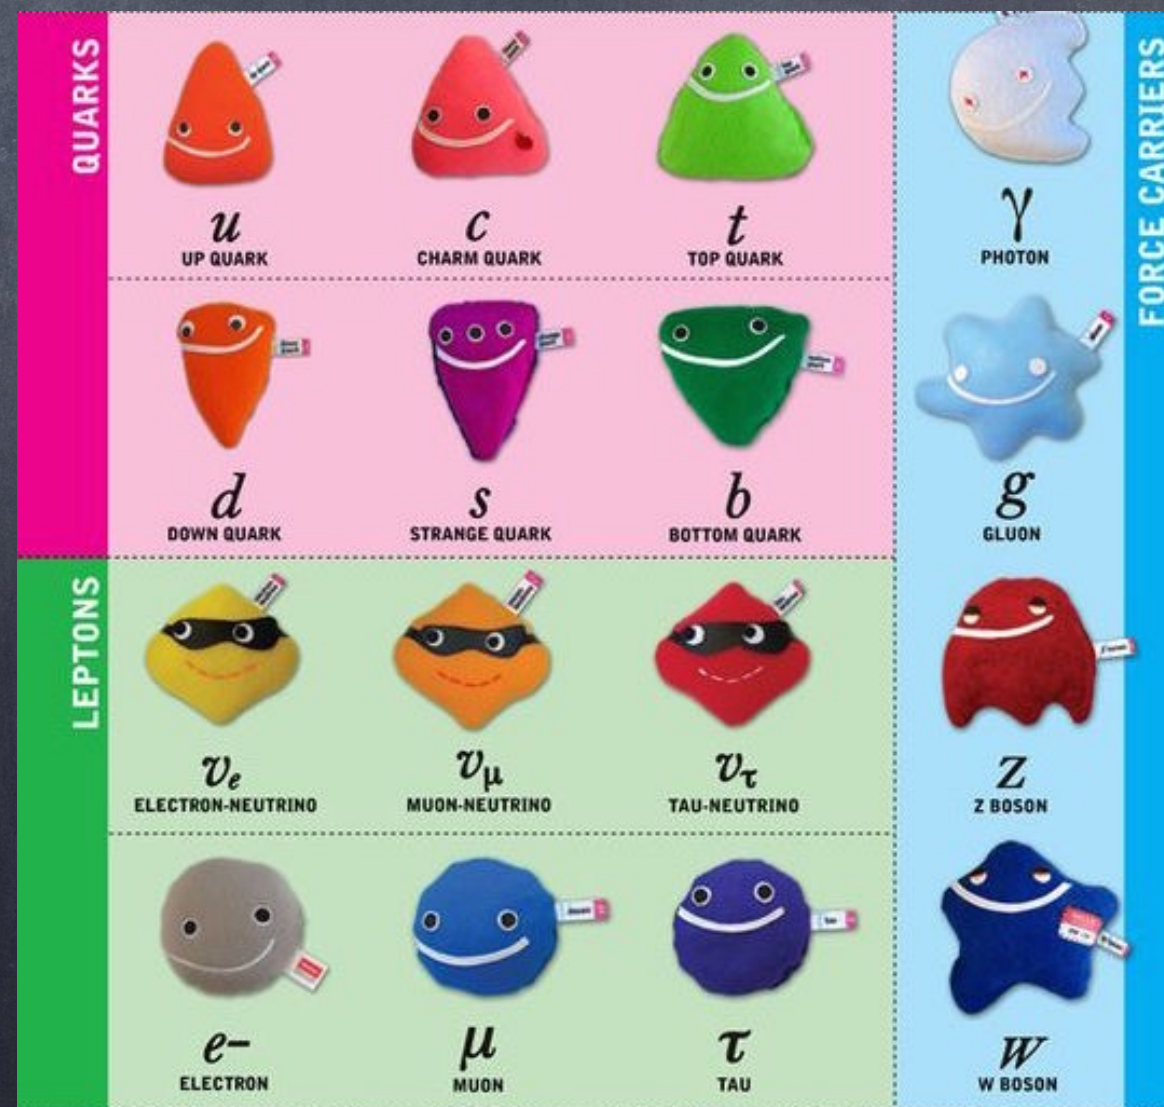 QUARKS
u
UP QUARK
c
CHARM QUARK
t
TOP QUARK
d
DOWN QUARK
s
STRANGE QUARK
b
BOTTOM QUARK
LEPTONS
νe
ELECTRON-NEUTRINO
νμ
MUON-NEUTRINO
ντ
TAU-NEUTRINO
e−
ELECTRON
μ
MUON
τ
TAU
FORCE CARRIERS
γ
PHOTON
g
GLUON
Z
Z BOSON
W
W BOSON